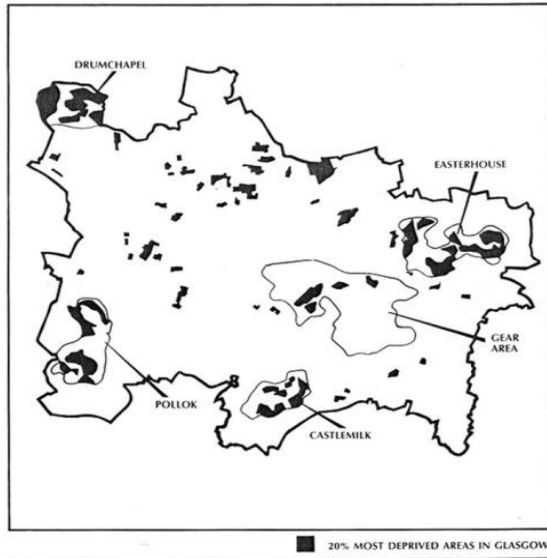 DRUMCHAPEL
EASTERHOUSE
GEAR
AREA
POLLOK
CASTLEMILK
20% MOST DEPRIVED AREAS IN GLASGOW